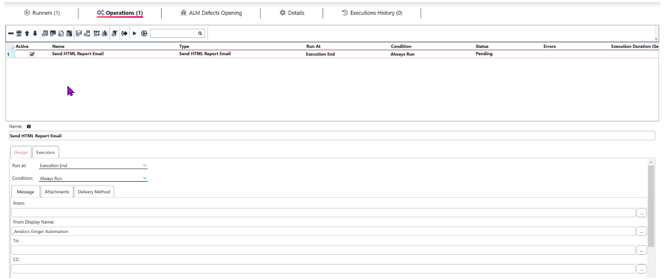 Runners (1) Operations (1) ALM Defects Opening Details Executions History (0)
Active Name Type Run At Condition Status Errors Execution Duration (Se
1 Send HTML Report Email Send HTML Report Email Execution End Always Run Pending
Name:
Send HTML Report Email
Design Execution
Run at: Execution End
Condition: Always Run
Message Attachments Delivery Method
From:
...
From Display Name:
_Amdocs Ginger Automation ...
To:
...
CC:
...